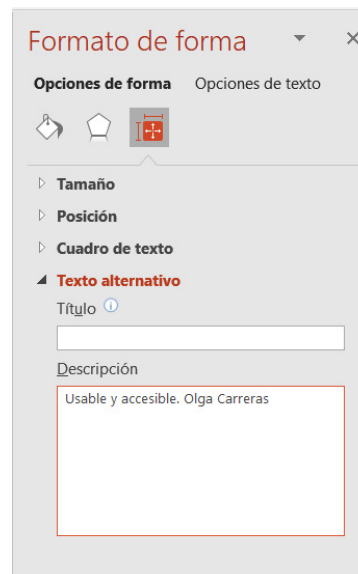 Formato de forma
Opciones de forma Opciones de texto
Tamaño
Posición
Cuadro de texto
Texto alternativo
Título
Descripción
Usable y accesible. Olga Carreras